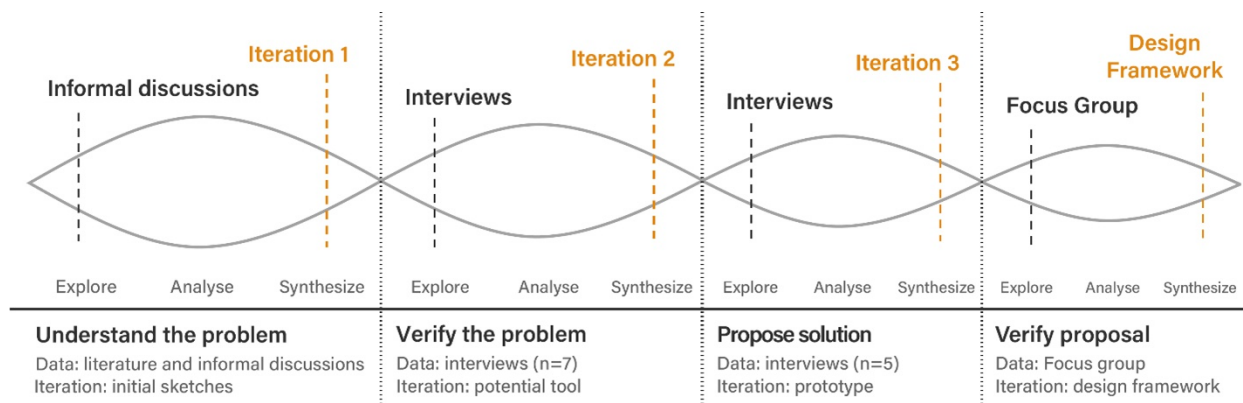 Informal discussions
Iteration 1
Interviews
Iteration 2
Interviews
Iteration 3
Focus Group
Design
Framework
Explore
Analyse
Synthesize
Explore
Analyse
Synthesize
Explore
Analyse
Synthesize
Explore
Analyse
Synthesize
Understand the problem
Data: literature and informal discussions
Iteration: initial sketches
Verify the problem
Data: interviews (n=7)
Iteration: potential tool
Propose solution
Data: interviews (n=5)
Iteration: prototype
Verify proposal
Data: Focus group
Iteration: design framework